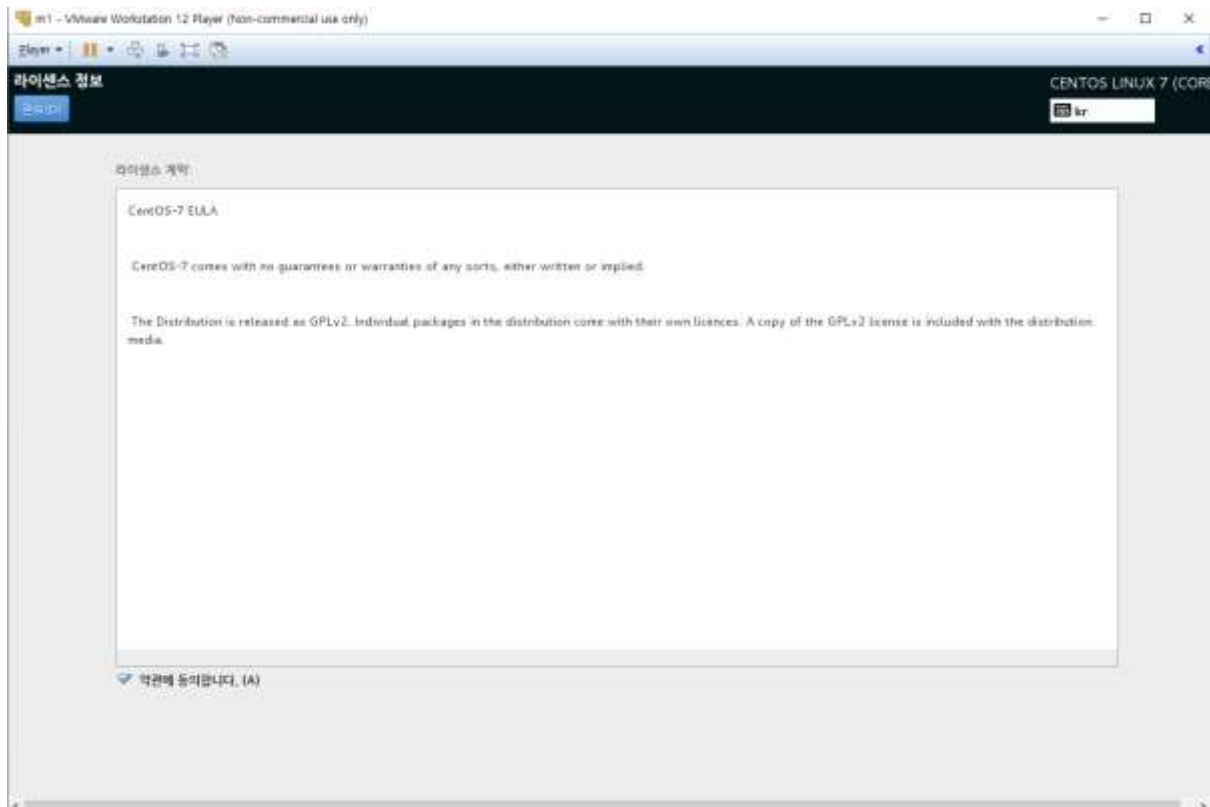 m1 - VMware Workstation 12 Player (Non-commercial use only)
Player
라이센스 정보
CENTOS LINUX 7 (CORE
완료(D)
kr
라이센스 계약:
CentOS-7 EULA
CentOS-7 comes with no guarantees or warranties of any sorts, either written or implied.
The Distribution is released as GPLv2. Individual packages in the distribution come with their own licences. A copy of the GPLv2 license is included with the distribution
media.
약관에 동의합니다. (A)